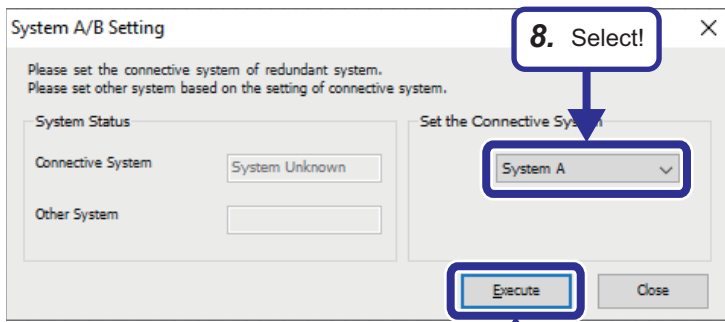 System A/B Setting
8. Select!
Please set the connective system of redundant system.
Please set other system based on the setting of connective system.
System Status
Set the Connective System
Connective System
System Unknown
System A
Other System
Execute
Close